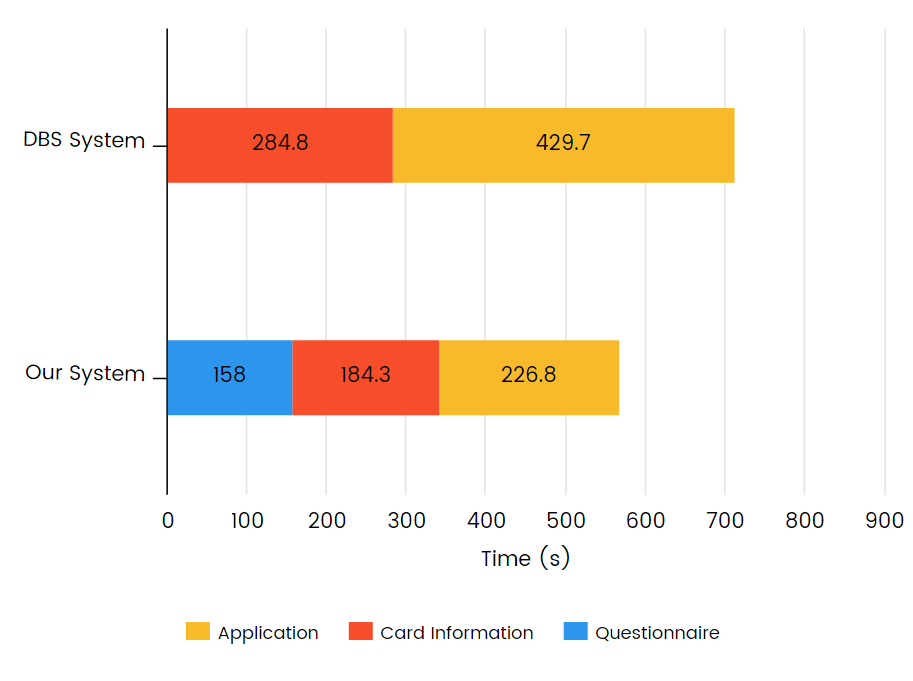 DBS System
284.8 429.7
Our System
158 184.3 226.8
0 100 200 300 400 500 600 700 800 900
Time (s)
Application Card Information Questionnaire